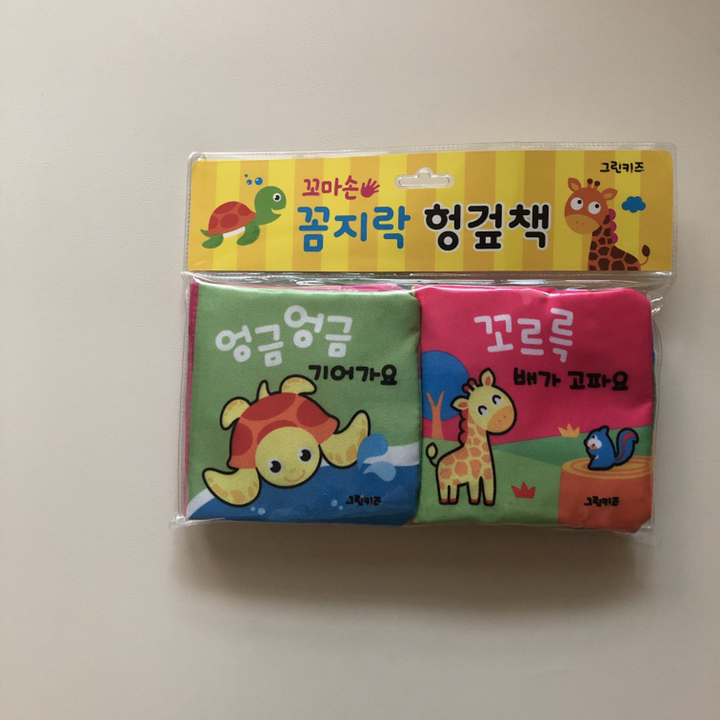 그린키즈
꼬마손
꼼지락 헝겊책
엉금엉금
기어가요
그린키즈
꼬르륵
배가 고파요
그린키즈